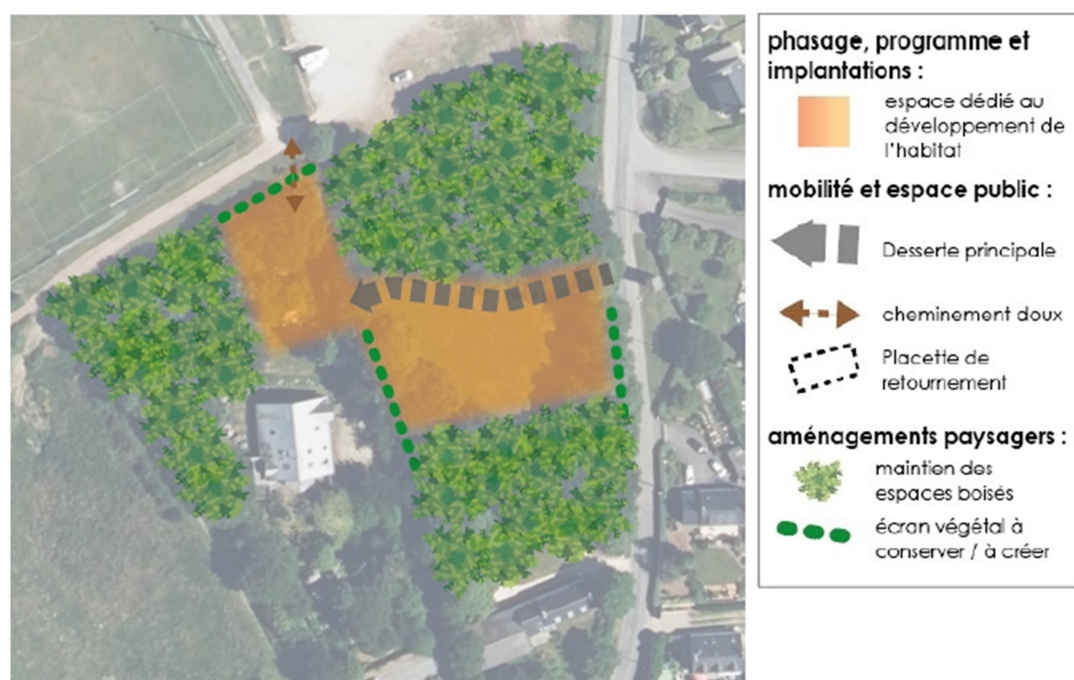 phasage, programme et
implantations :
espace dédié au
développement de
l'habitat
mobilité et espace public :
Desserte principale
cheminement doux
Placette de
retournement
aménagements paysagers :
maintien des
espaces boisés
écran végétal à
conserver / à créer